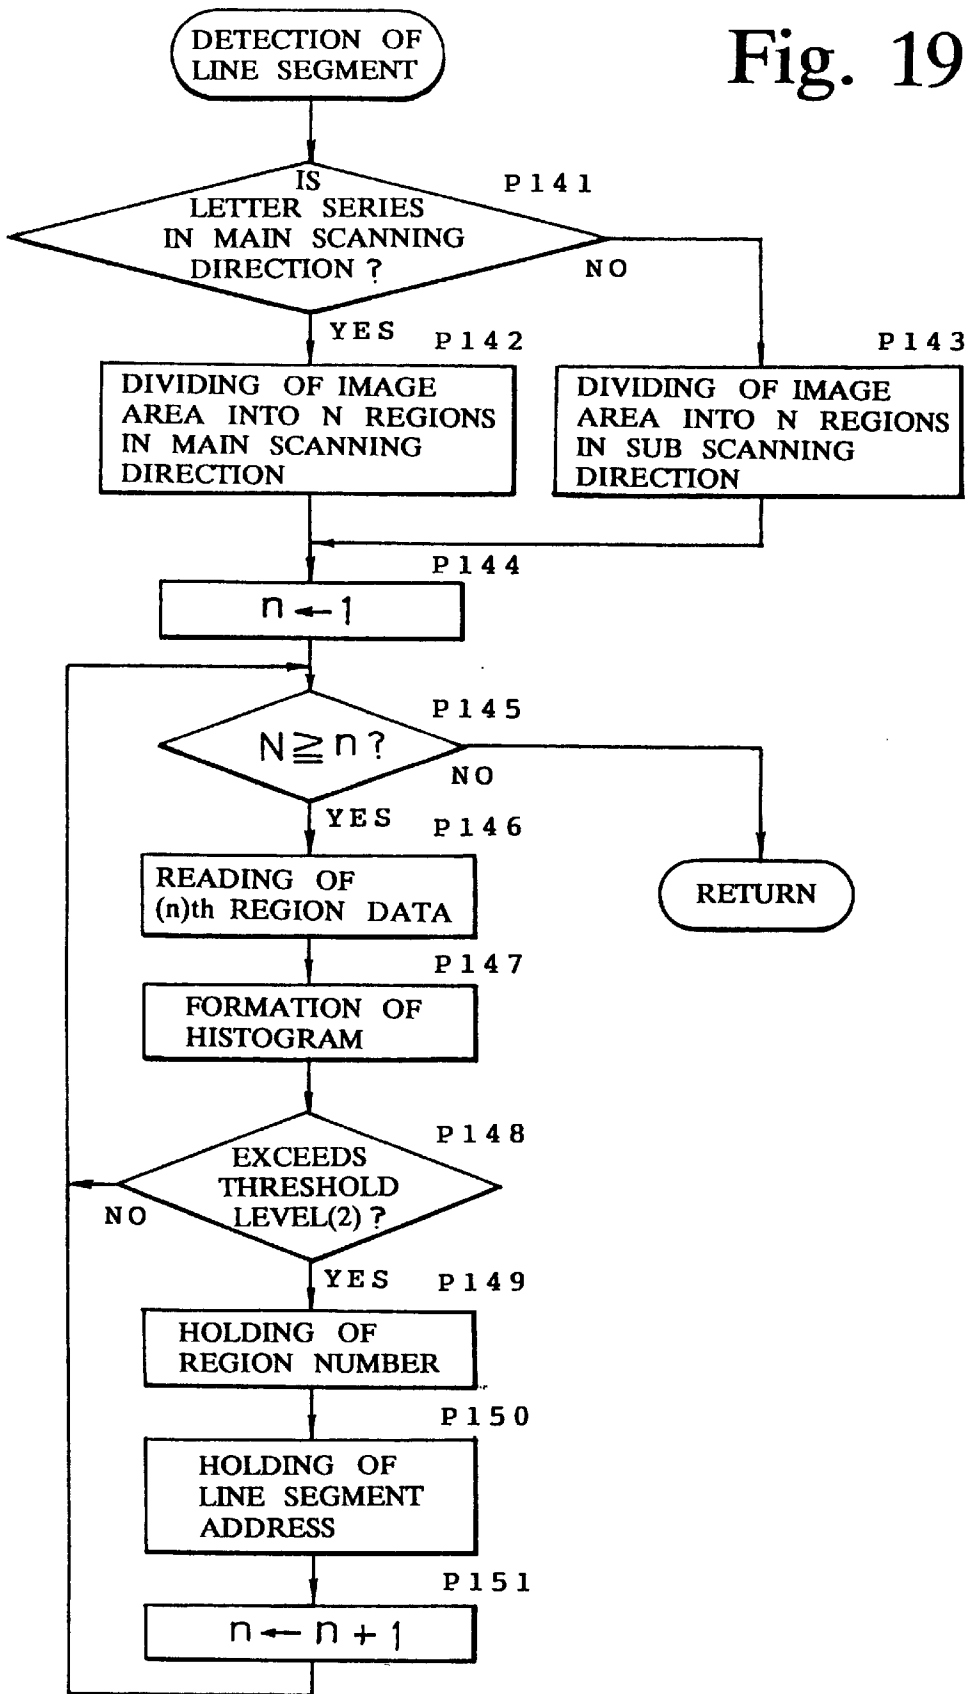 Fig. 19
DETECTION OF
LINE SEGMENT
P141
IS
LETTER SERIES
IN MAIN SCANNING
DIRECTION ?
NO
YES
P142
DIVIDING OF IMAGE
AREA INTO N REGIONS
IN MAIN SCANNING
DIRECTION
P143
DIVIDING OF IMAGE
AREA INTO N REGIONS
IN SUB SCANNING
DIRECTION
P144
n ← 1
P145
N ≧ n ?
NO
YES
P146
READING OF
(n)th REGION DATA
RETURN
P147
FORMATION OF
HISTOGRAM
P148
EXCEEDS
THRESHOLD
LEVEL(2) ?
NO
YES
P149
HOLDING OF
REGION NUMBER
P150
HOLDING OF
LINE SEGMENT
ADDRESS
P151
n ← n + 1